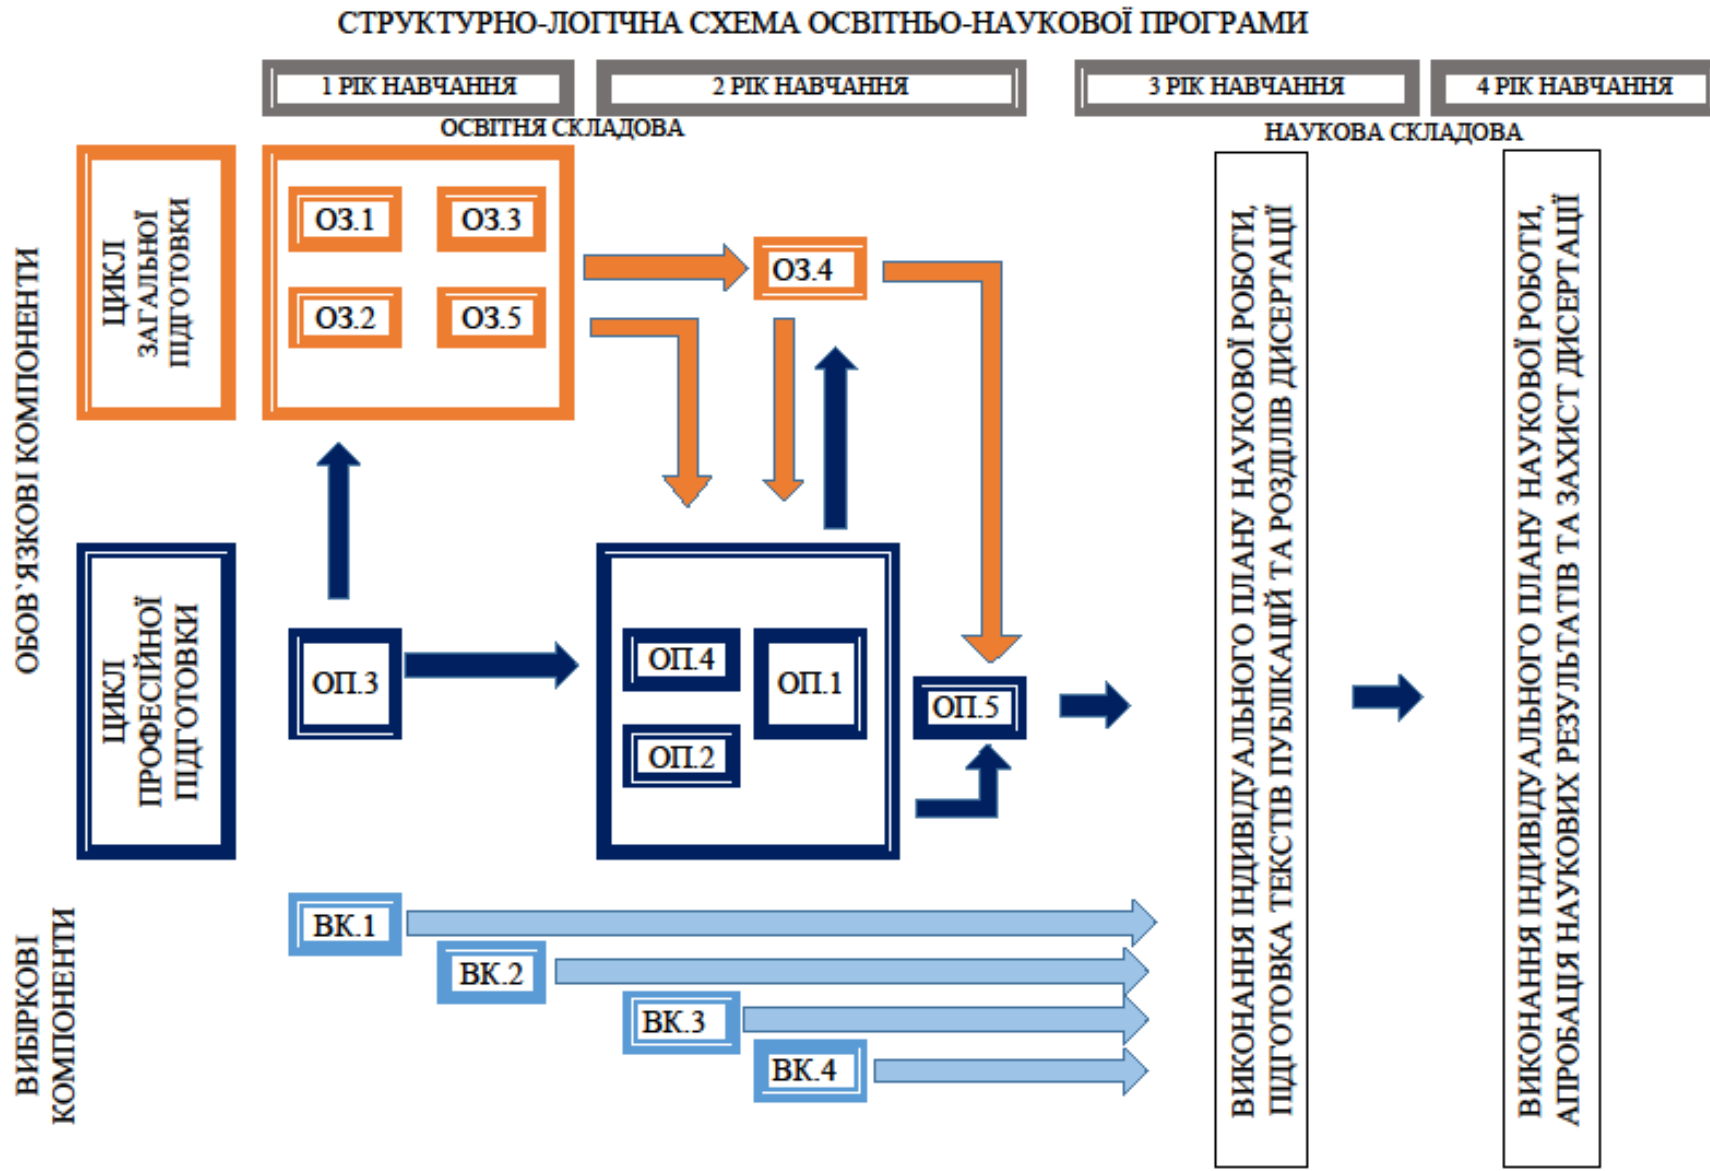 СТРУКТУРНО-ЛОГІЧНА СХЕМА ОСВІТНЬО-НАУКОВОЇ ПРОГРАМИ
1 РІК НАВЧАННЯ
2 РІК НАВЧАННЯ
3 РІК НАВЧАННЯ
4 РІК НАВЧАННЯ
ОСВІТНЯ СКЛАДОВА
НАУКОВА СКЛАДОВА
ОБОВ`ЯЗКОВІ КОМПОНЕНТИ
ЦИКЛ
ЗАГАЛЬНОЇ
ПІДГОТОВКИ
ОЗ.1
ОЗ.3
ОЗ.2
ОЗ.5
ОЗ.4
ЦИКЛ
ПРОФЕСІЙНОЇ
ПІДГОТОВКИ
ОП.3
ОП.4
ОП.1
ОП.2
ОП.5
ВИБІРКОВІ
КОМПОНЕНТИ
ВК.1
ВК.2
ВК.3
ВК.4
ВИКОНАННЯ ІНДИВІДУАЛЬНОГО ПЛАНУ НАУКОВОЇ РОБОТИ,
ПІДГОТОВКА ТЕКСТІВ ПУБЛІКАЦІЙ ТА РОЗДІЛІВ ДИСЕРТАЦІЇ
ВИКОНАННЯ ІНДИВІДУАЛЬНОГО ПЛАНУ НАУКОВОЇ РОБОТИ,
АПРОБАЦІЯ НАУКОВИХ РЕЗУЛЬТАТІВ ТА ЗАХИСТ ДИСЕРТАЦІЇ